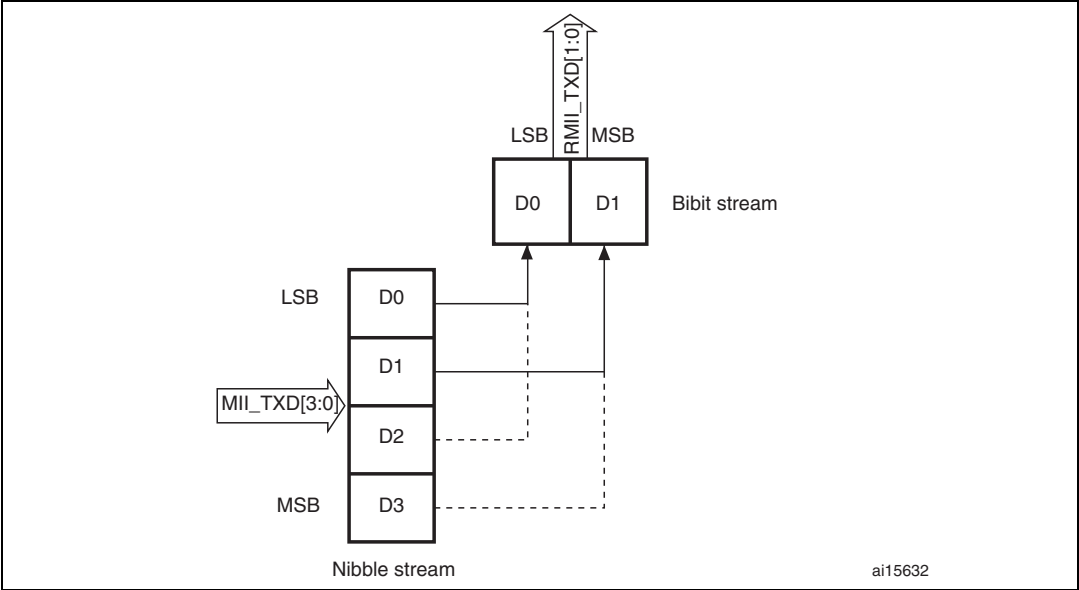 RMII_TXD[1:0]
LSB MSB
D0 D1 Bibit stream
LSB D0
D1
MII_TXD[3:0]
D2
MSB D3
Nibble stream
ai15632